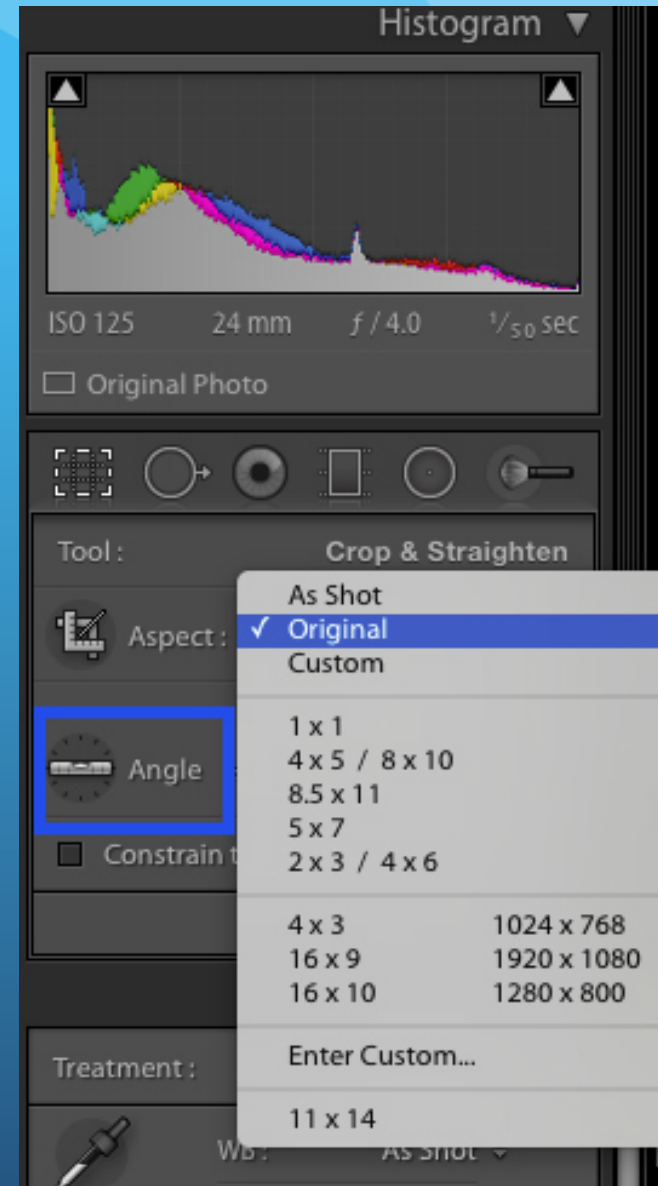 Histogram
ISO 125 24 mm ƒ / 4.0 1/50 sec
Original Photo
Tool : Crop & Straighten
As Shot
Aspect : ✓ Original
Custom
1 x 1
Angle 4 x 5 / 8 x 10
8.5 x 11
5 x 7
Constrain t 2 x 3 / 4 x 6
4 x 3 1024 x 768
16 x 9 1920 x 1080
16 x 10 1280 x 800
Enter Custom...
Treatment :
11 x 14
WB : As Shot